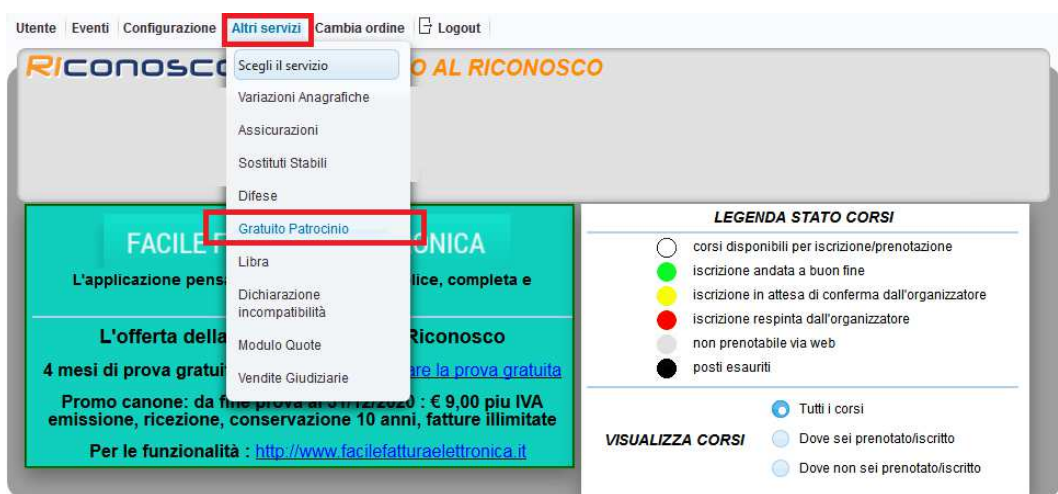 Utente Eventi Configurazione Altri servizi Cambia ordine Logout
RICONOSCO
O AL RICONOSCO
Scegli il servizio
Variazioni Anagrafiche
Assicurazioni
Sostituti Stabili
Difese
Gratuito Patrocinio
Libra
Dichiarazione
incompatibilità
Modulo Quote
Vendite Giudiziarie
FACILE
ONICA
L'applicazione
lice, completa e
L'offerta della
Riconosco
4 mesi di prova
la prova gratuita
Promo canone: da fine prova al 31/12/2020 : € 9,00 piu IVA
emissione, ricezione, conservazione 10 anni, fatture illimitate
Per le funzionalità : http://www.facilefatturaelettronica.it
LEGENDA STATO CORSI
corsi disponibili per iscrizione/prenotazione
iscrizione andata a buon fine
iscrizione in attesa di conferma dall'organizzatore
iscrizione respinta dall'organizzatore
non prenotabile via web
posti esauriti
VISUALIZZA CORSI
Tutti i corsi
Dove sei prenotato/iscritto
Dove non sei prenotato/iscritto